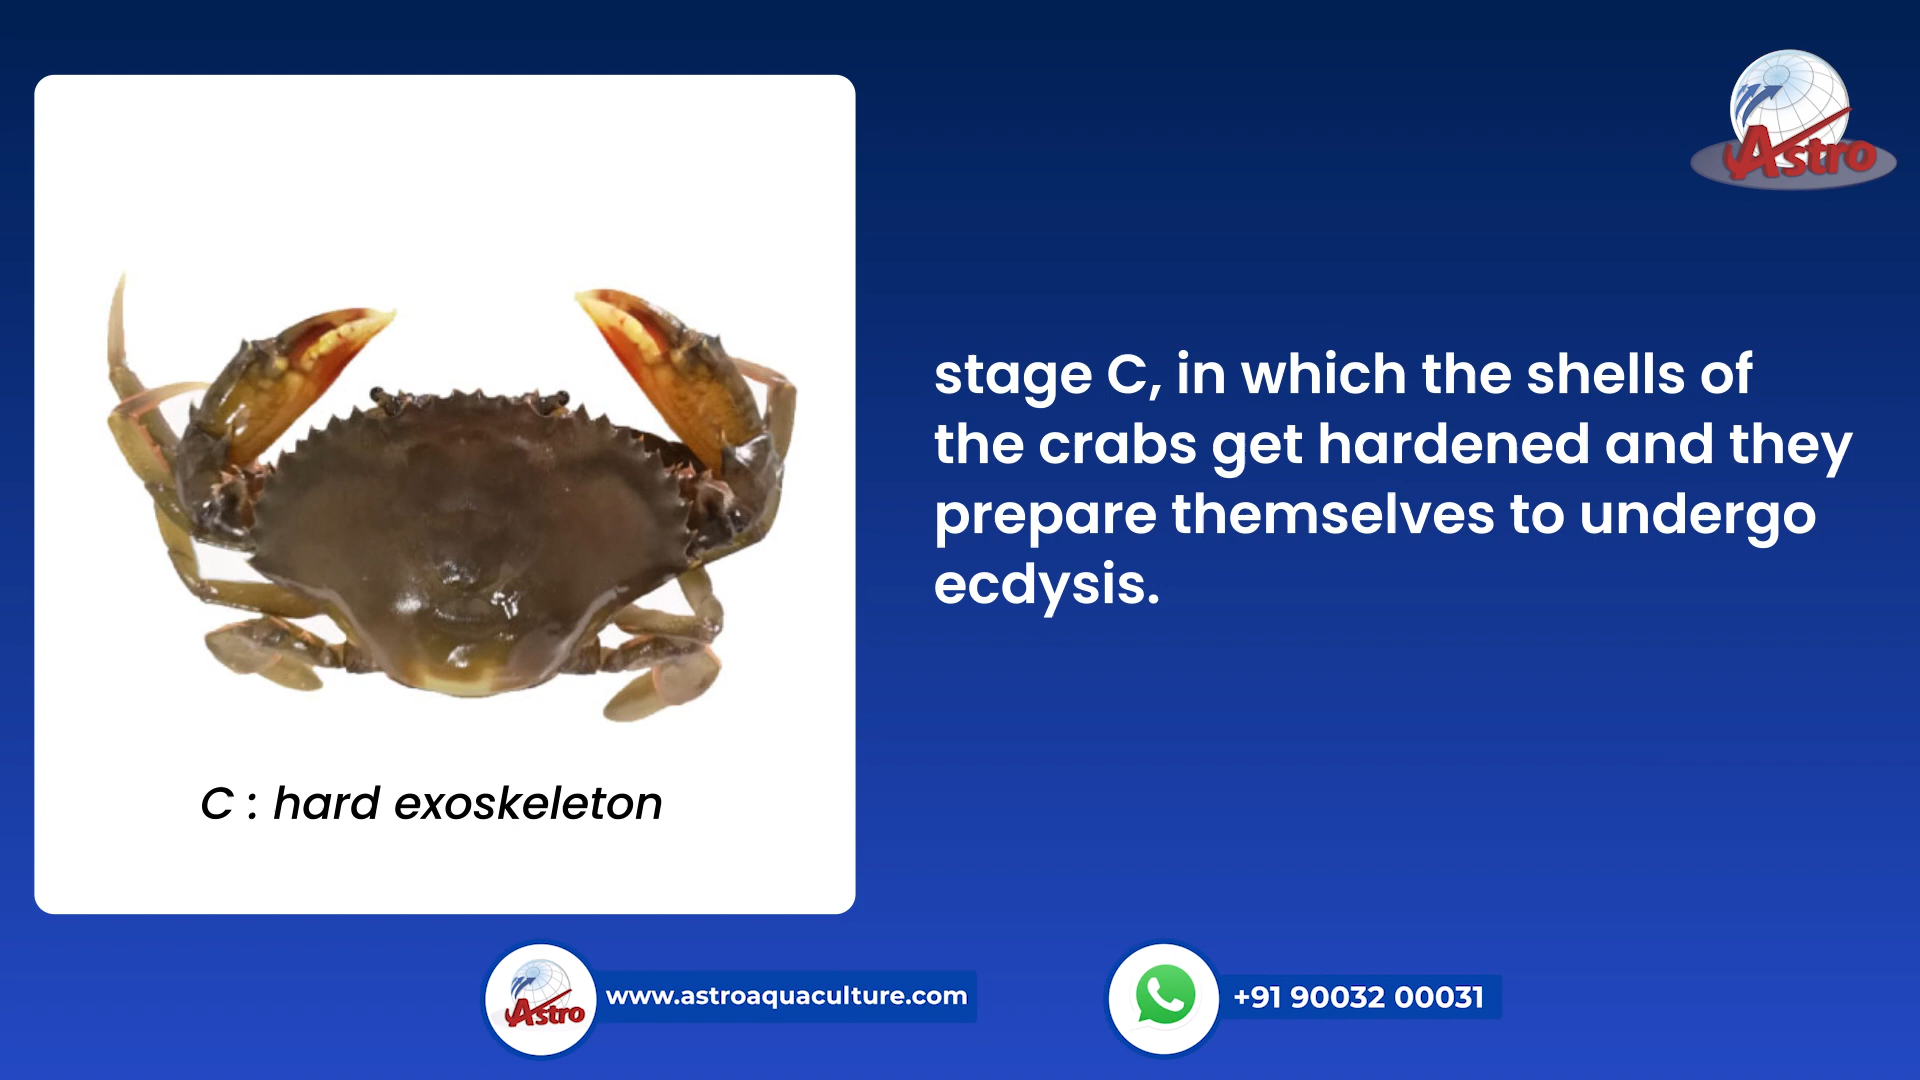 Astro
stage C, in which the shells of
the crabs get hardened and they
prepare themselves to undergo
ecdysis.
C : hard exoskeleton
Astro
www.astroaquaculture.com
+91 90032 00031